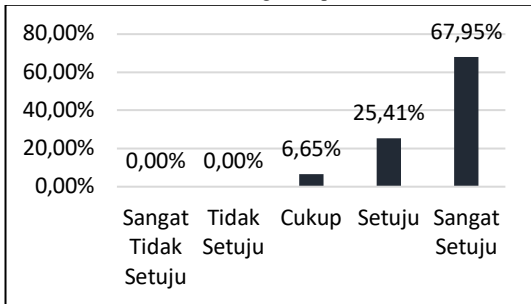 80,00%
60,00%
40,00%
20,00%
0,00%
0,00%
0,00%
6,65%
25,41%
67,95%
Sangat
Tidak
Setuju
Tidak
Setuju
Cukup
Setuju
Sangat
Setuju